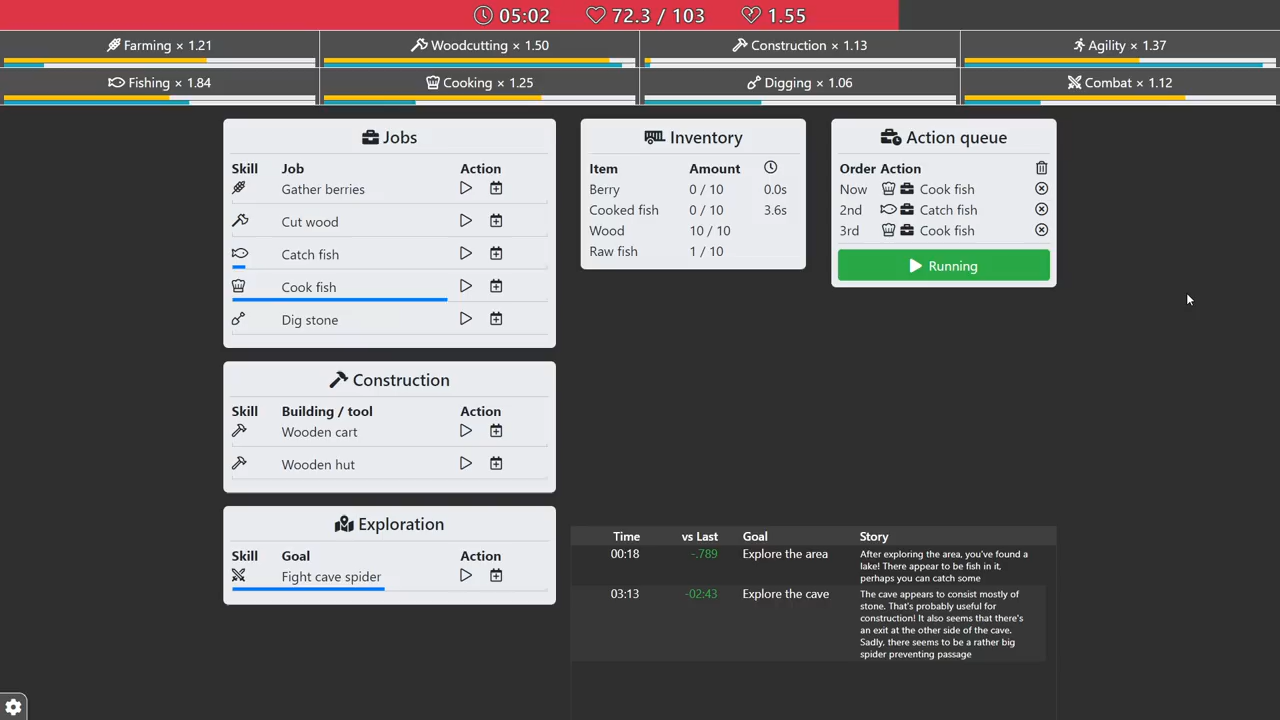 05:02 72.3 / 103 1.55
Farming × 1.21 Woodcutting × 1.50 Construction × 1.13 Agility × 1.37
Fishing × 1.84 Cooking × 1.25 Digging × 1.06 Combat × 1.12
Jobs
Skill Job Action
Gather berries
Cut wood
Catch fish
Cook fish
Dig stone
Construction
Skill Building / tool Action
Wooden cart
Wooden hut
Exploration
Skill Goal Action
Fight cave spider
Inventory
Item Amount
Berry 0 / 10 0.0s
Cooked fish 0 / 10 3.6s
Wood 10 / 10
Raw fish 1 / 10
Action queue
Order Action
Now Cook fish
2nd Catch fish
3rd Cook fish
Running
Time vs Last Goal Story
00:18 -.789 Explore the area After exploring the area, you've found a
lake! There appear to be fish in it,
perhaps you can catch some
03:13 -02:43 Explore the cave The cave appears to consist mostly of
stone. That's probably useful for
construction! It also seems that there's
an exit at the other side of the cave.
Sadly, there seems to be a rather big
spider preventing passage